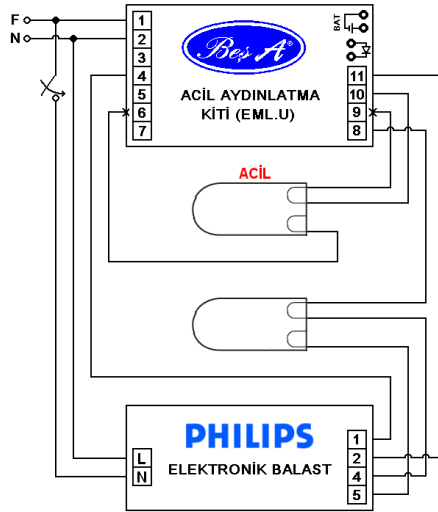 F
N
1
2
3
4
5
6
7
Beş A®
BAT
ACİL AYDINLATMA
KİTİ (EML.U)
11
10
9
8
ACİL
PHILIPS
ELEKTRONİK BALAST
L
N
1
2
4
5